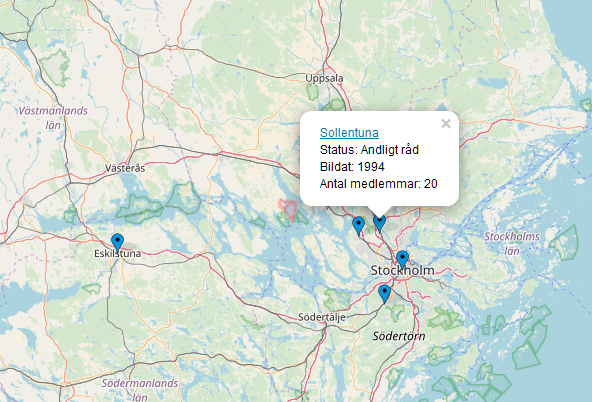 Uppsala
Västmanlands
län
×
Sollentuna
Status: Andligt råd
Bildat: 1994
Antal medlemmar: 20
Västerås
Stockholms
län
Eskilstuna
Stockholm
Södertälje
Södertörn
Södermanlands
län